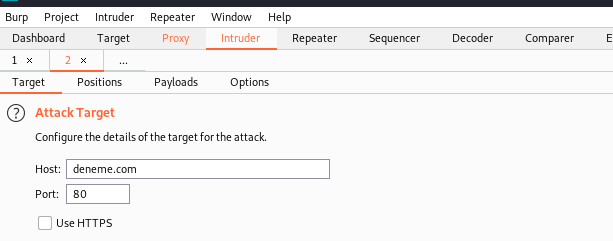 Burp Project Intruder Repeater Window Help
Dashboard Target Proxy Intruder Repeater Sequencer Decoder Comparer E
1 × 2 × ...
Target Positions Payloads Options
? Attack Target
Configure the details of the target for the attack.
Host: deneme.com
Port: 80
Use HTTPS